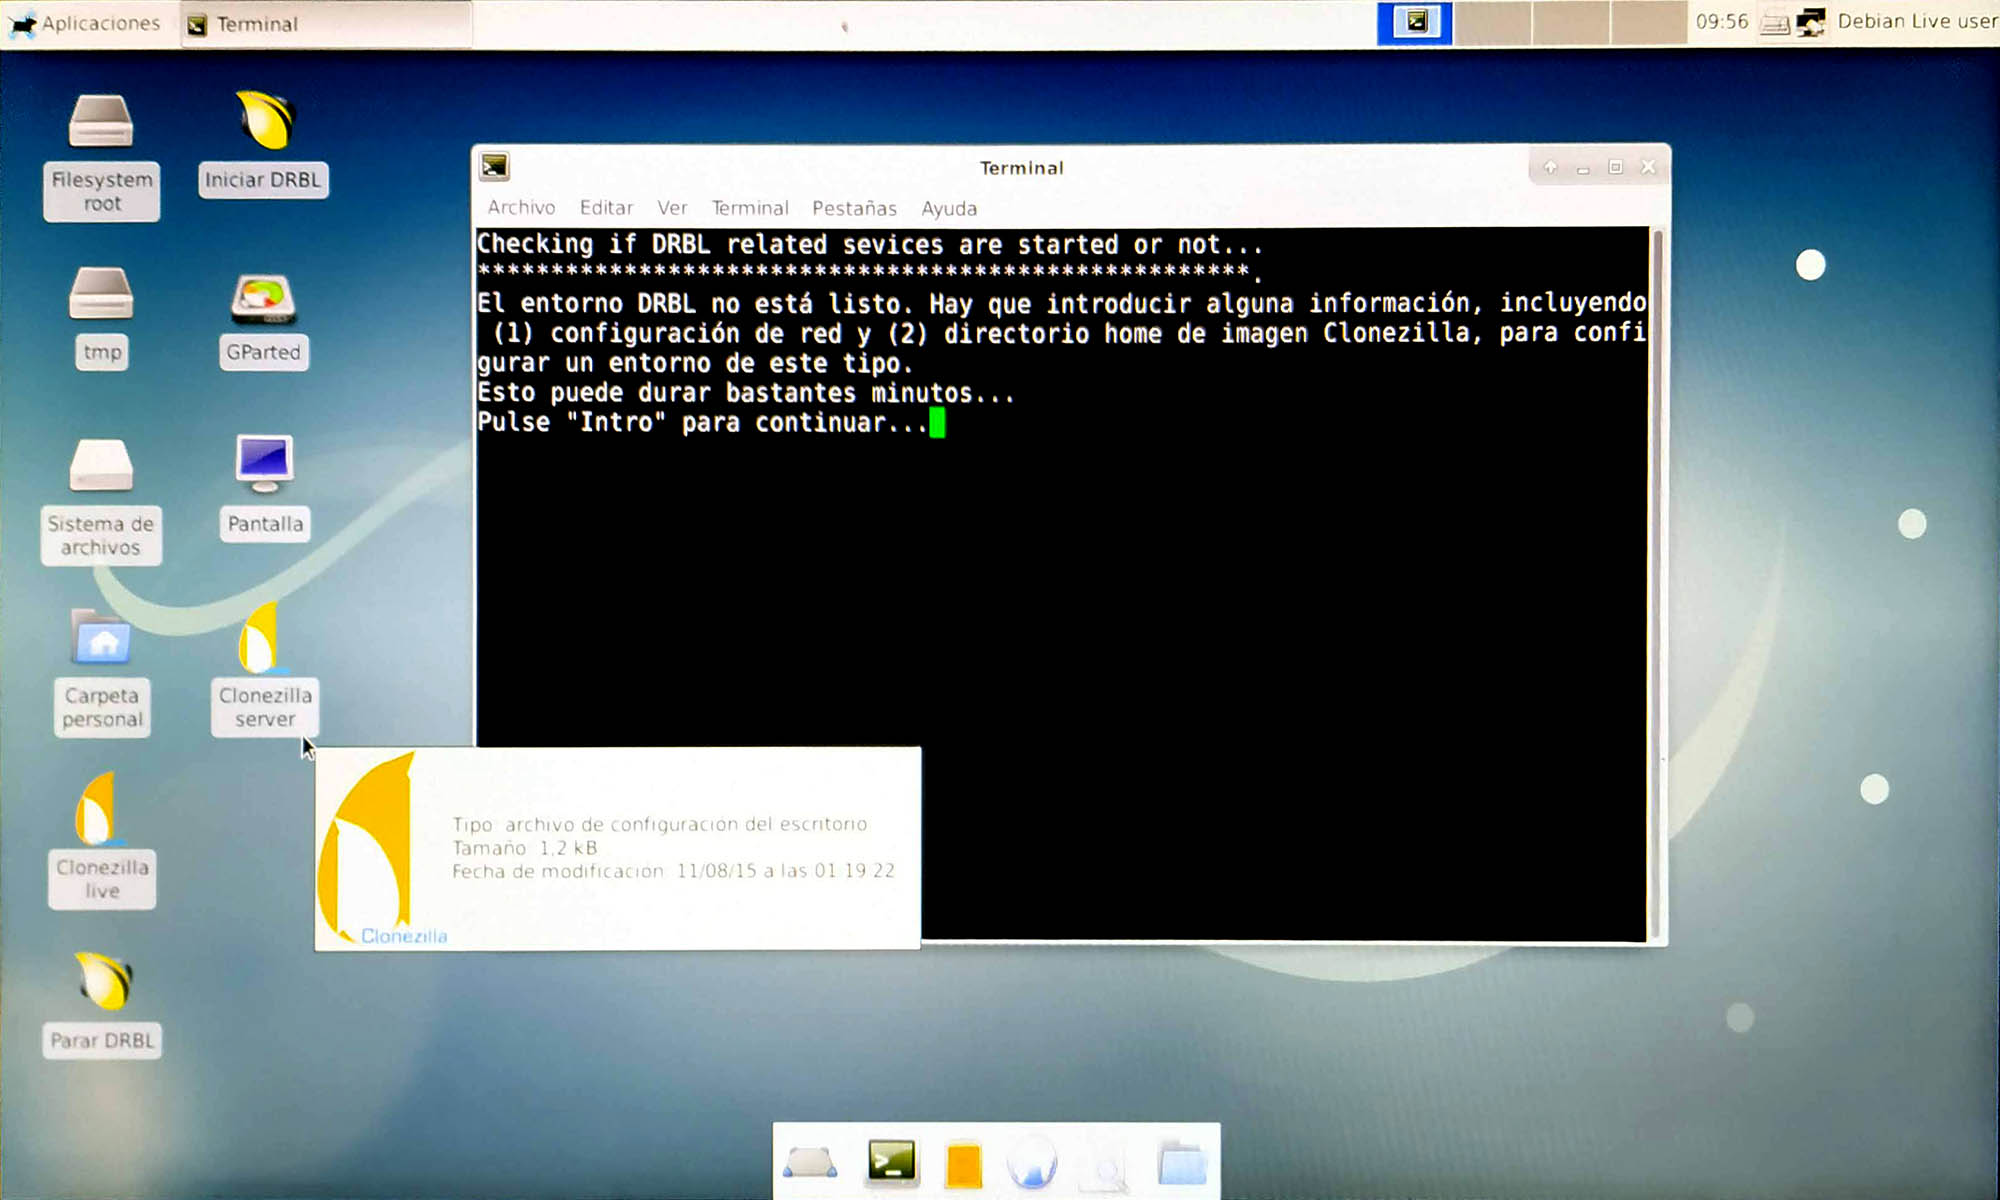 Aplicaciones
Terminal
09:56
Debian Live user
Filesystem
root
Iniciar DRBL
tmp
GParted
Sistema de
archivos
Pantalla
Carpeta
personal
Clonezilla
server
Clonezilla
live
Parar DRBL
Terminal
Archivo Editar Ver Terminal Pestañas Ayuda
Checking if DRBL related sevices are started or not...
*****************************************************.
El entorno DRBL no está listo. Hay que introducir alguna información, incluyendo
(1) configuración de red y (2) directorio home de imagen Clonezilla, para confi
gurar un entorno de este tipo.
Esto puede durar bastantes minutos...
Pulse "Intro" para continuar...
Tipo: archivo de configuración del escritorio
Tamaño: 1,2 kB
Fecha de modificación: 11/08/15 a las 01:19:22
Clonezilla